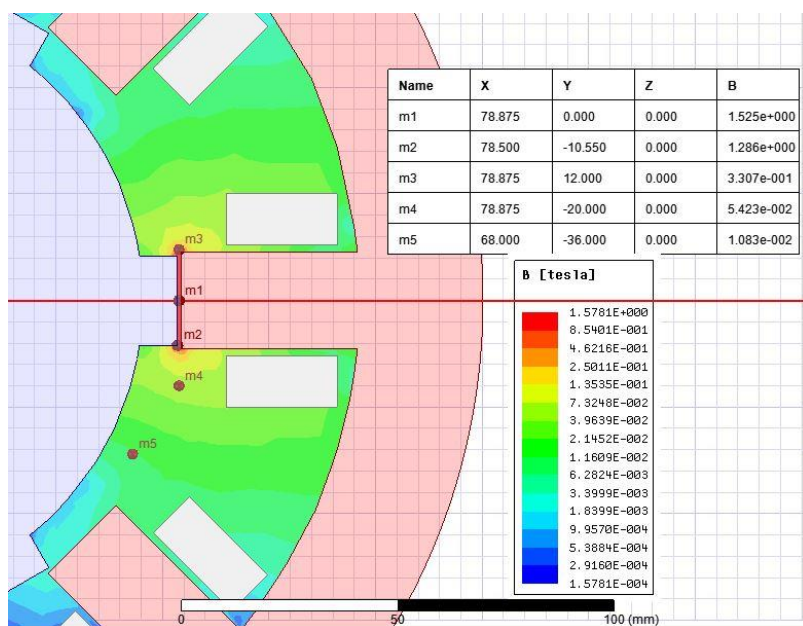 Name X Y Z B
m1 78.875 0.000 0.000 1.525e+000
m2 78.500 -10.550 0.000 1.286e+000
m3 78.875 12.000 0.000 3.307e-001
m4 78.875 -20.000 0.000 5.423e-002
m5 68.000 -36.000 0.000 1.083e-002
m3
m1
m2
m4
m5
B [tesla]
1.5781E+000
8.5401E-001
4.6216E-001
2.5011E-001
1.3535E-001
7.3248E-002
3.9639E-002
2.1452E-002
1.1609E-002
6.2824E-003
3.3999E-003
1.8399E-003
9.9570E-004
5.3884E-004
2.9160E-004
1.5781E-004
0 50 100 (mm)